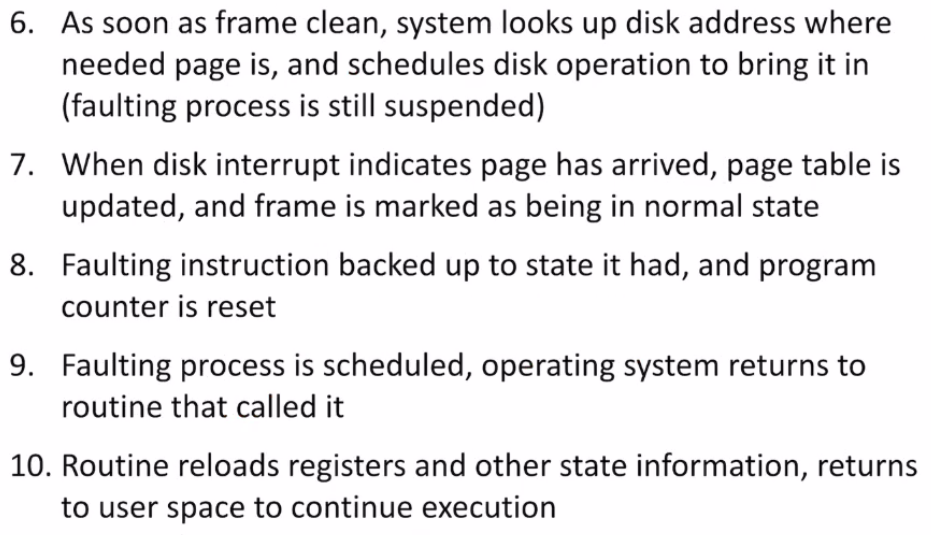 6. As soon as frame clean, system looks up disk address where
needed page is, and schedules disk operation to bring it in
(faulting process is still suspended)
7. When disk interrupt indicates page has arrived, page table is
updated, and frame is marked as being in normal state
8. Faulting instruction backed up to state it had, and program
counter is reset
9. Faulting process is scheduled, operating system returns to
routine that called it
10. Routine reloads registers and other state information, returns
to user space to continue execution